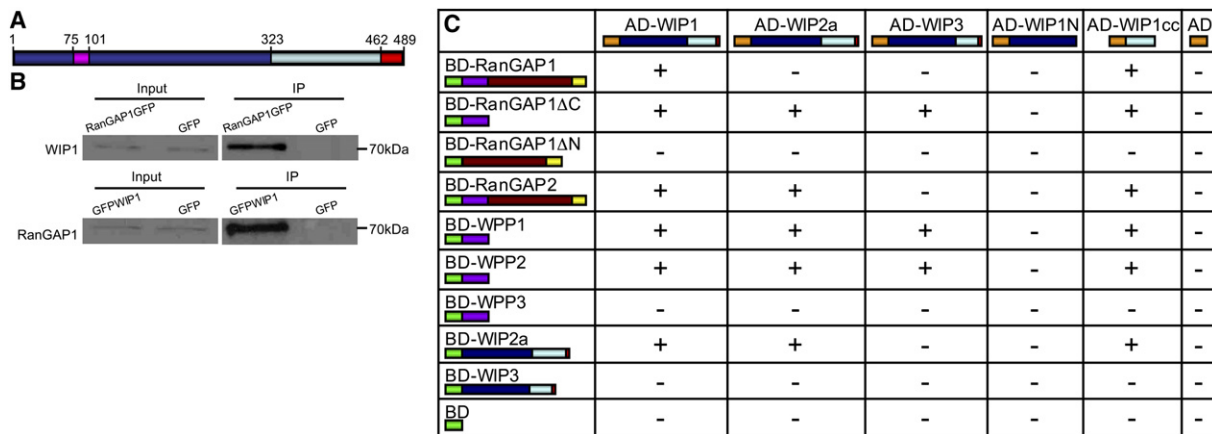 A
1 75 101 323 462 489
B
Input IP
RanGAP1GFP GFP RanGAP1GFP GFP
WIP1 70kDa
Input IP
GFPWIP1 GFP GFPWIP1 GFP
RanGAP1 70kDa
C
AD-WIP1 AD-WIP2a AD-WIP3 AD-WIP1N AD-WIP1cc AD
BD-RanGAP1 + - - - + -
BD-RanGAP1ΔC + + + - + -
BD-RanGAP1ΔN - - - - - -
BD-RanGAP2 + + - - + -
BD-WPP1 + + + - + -
BD-WPP2 + + + - + -
BD-WPP3 - - - - - -
BD-WIP2a + + - - + -
BD-WIP3 - - - - - -
BD - - - - - -